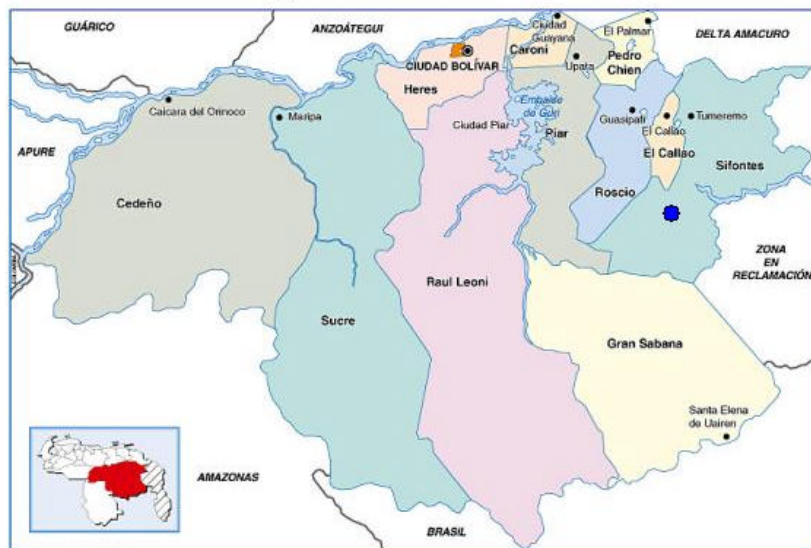 GUÁRICO
ANZOÁTEGUI
Ciudad
Guayana
El Palmar
DELTA AMACURO
CIUDAD BOLÍVAR
Caroni
Upata
Pedro
Chien
Heres
Caicara del Orinoco
Maripa
Embalse
de Guri
Ciudad Piar
Piar
Guasipati
El Callao
Tumeremo
El Callao
APURE
Sifontes
Cedeño
Roscio
ZONA
EN
RECLAMACIÓN
Raul Leoni
Sucre
Gran Sabana
Santa Elena
de Uairen
AMAZONAS
BRASIL